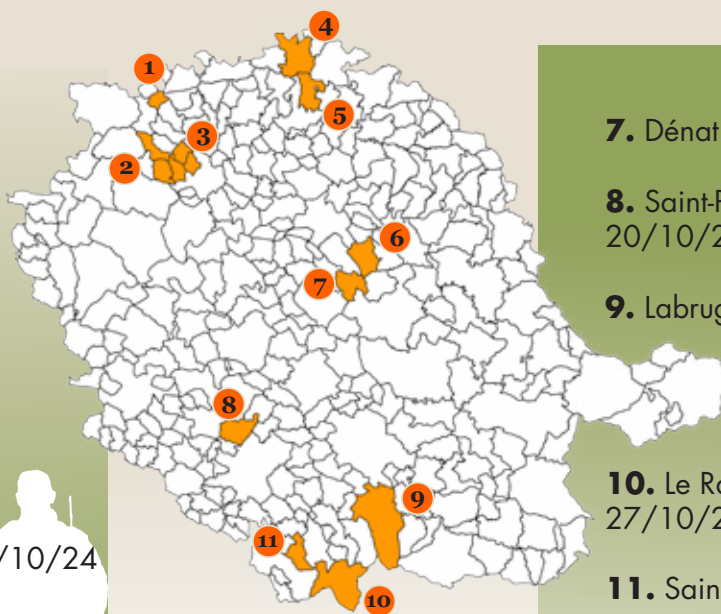 4
1
3
5
2
7. Dénat
6
8. Saint-P
20/10/2
7
9. Labrug
8
9
10. Le Ro
27/10/2
11
/10/24
10
11. Sain